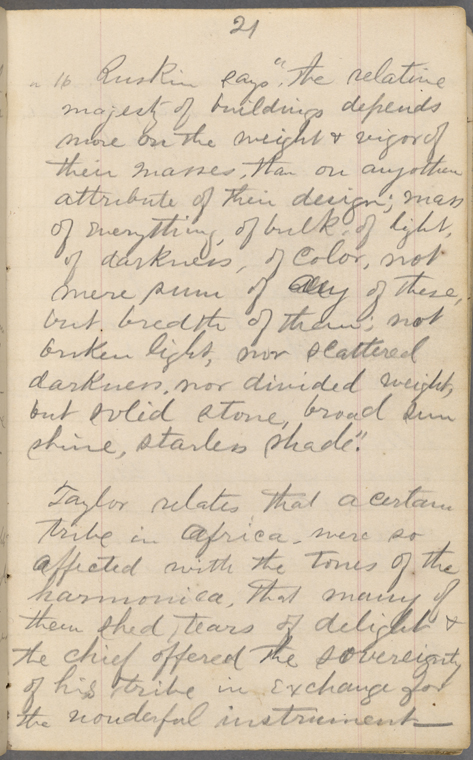 21
" 16 Ruskin says "the relative
majesty of buildings depends
more on the weight & vigor of
their masses, than on any other
attribute of their design; mass
of everything, of bulk, of light,
of darkness, of color, not
mere sum of any of these,
but bredth of them; not
broken light, nor scattered
darkness, nor divided weight,
but solid stone, broad sun
shine, starless shade".
Taylor relates that a certain
tribe in Africa were so
affected with the tones of the
harmonica, that many of
them shed tears of delight &
the chief offered the sovereignty
of his tribe in exchange for
the wonderful instrument